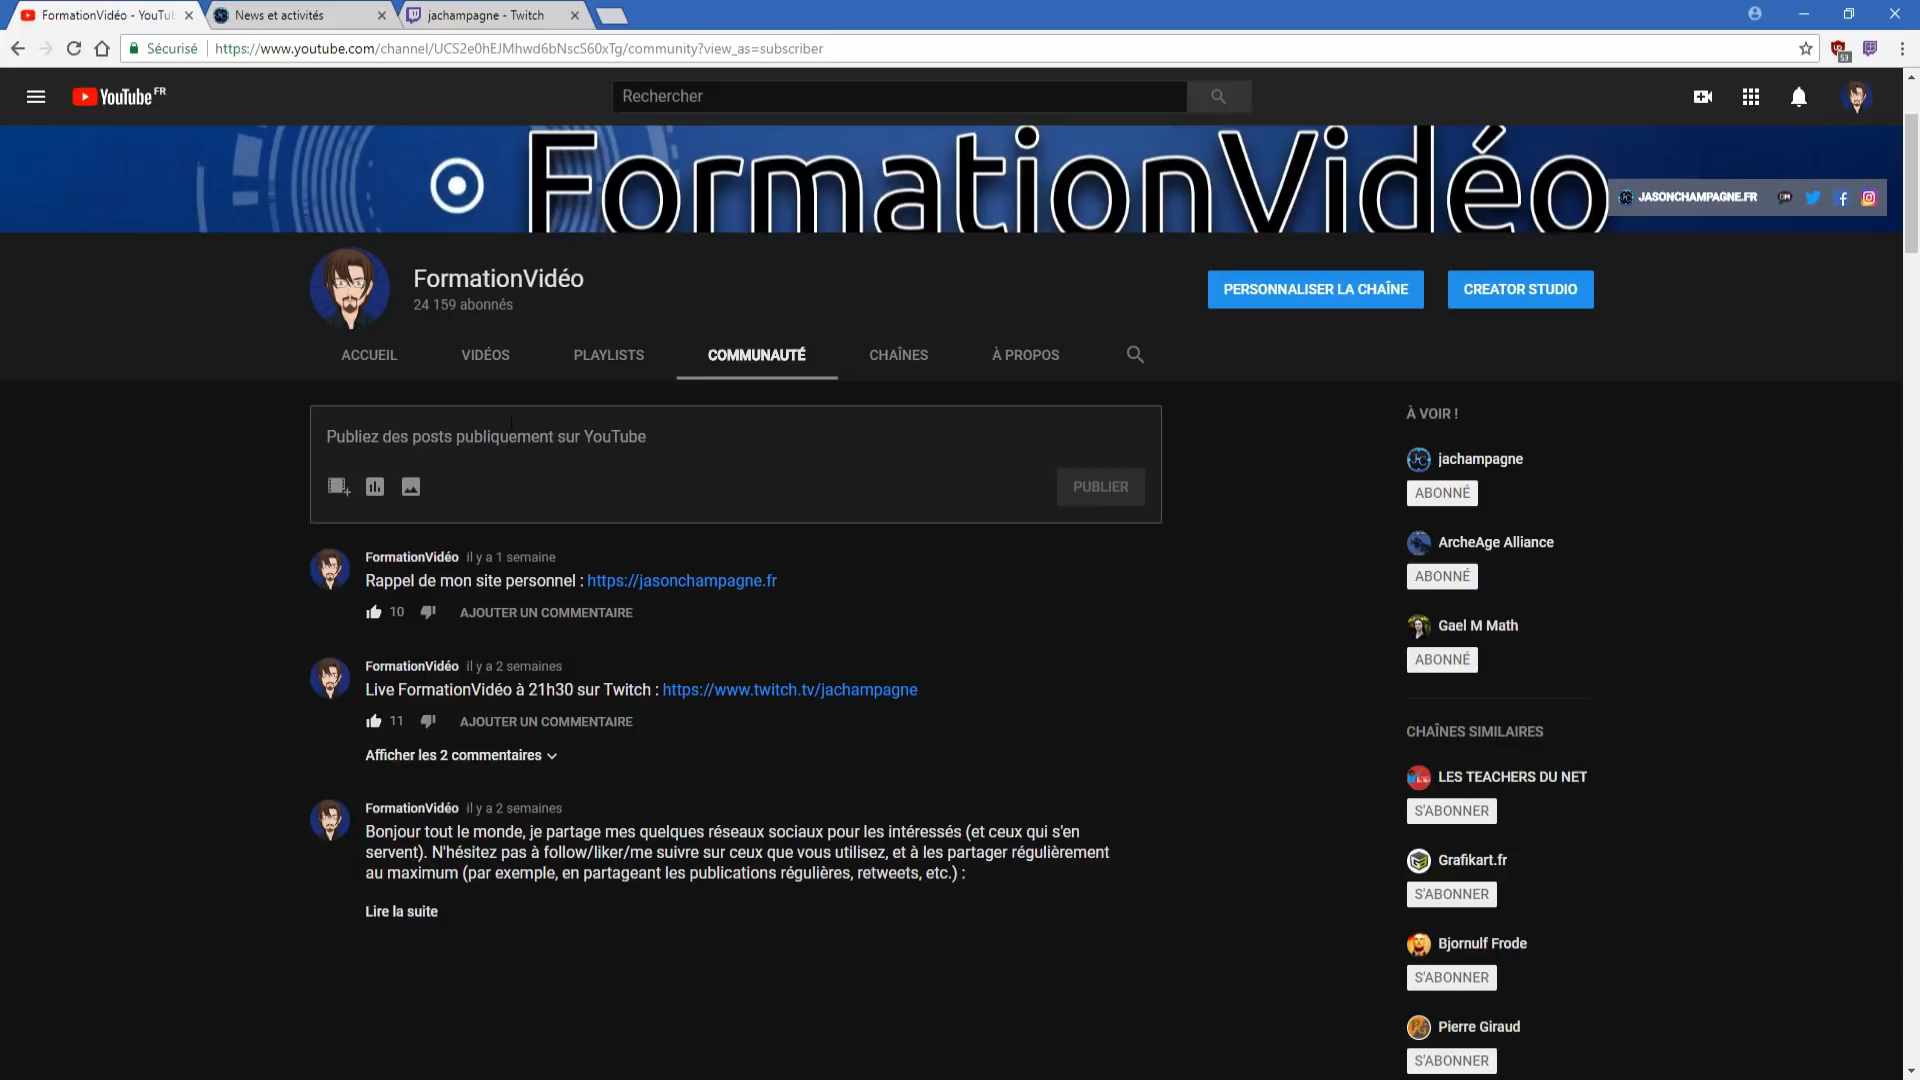 FormationVidéo - YouTub
News et activités
jachampagne - Twitch
Sécurisé
https://www.youtube.com/channel/UCS2e0hEJMhwd6bNscS60xTg/community?view_as=subscriber
51
YouTube FR
Rechercher
FormationVidéo
JASONCHAMPAGNE.FR
FormationVidéo
24 159 abonnés
PERSONNALISER LA CHAÎNE
CREATOR STUDIO
ACCUEIL
VIDÉOS
PLAYLISTS
COMMUNAUTÉ
CHAÎNES
À PROPOS
Publiez des posts publiquement sur YouTube
PUBLIER
FormationVidéo il y a 1 semaine
Rappel de mon site personnel : https://jasonchampagne.fr
10
AJOUTER UN COMMENTAIRE
FormationVidéo il y a 2 semaines
Live FormationVidéo à 21h30 sur Twitch : https://www.twitch.tv/jachampagne
11
AJOUTER UN COMMENTAIRE
Afficher les 2 commentaires
FormationVidéo il y a 2 semaines
Bonjour tout le monde, je partage mes quelques réseaux sociaux pour les intéressés (et ceux qui s'en
servent). N'hésitez pas à follow/liker/me suivre sur ceux que vous utilisez, et à les partager régulièrement
au maximum (par exemple, en partageant les publications régulières, retweets, etc.) :
Lire la suite
À VOIR !
jachampagne
ABONNÉ
ArcheAge Alliance
ABONNÉ
Gael M Math
ABONNÉ
CHAÎNES SIMILAIRES
LES TEACHERS DU NET
S'ABONNER
Grafikart.fr
S'ABONNER
Bjornulf Frode
S'ABONNER
Pierre Giraud
S'ABONNER